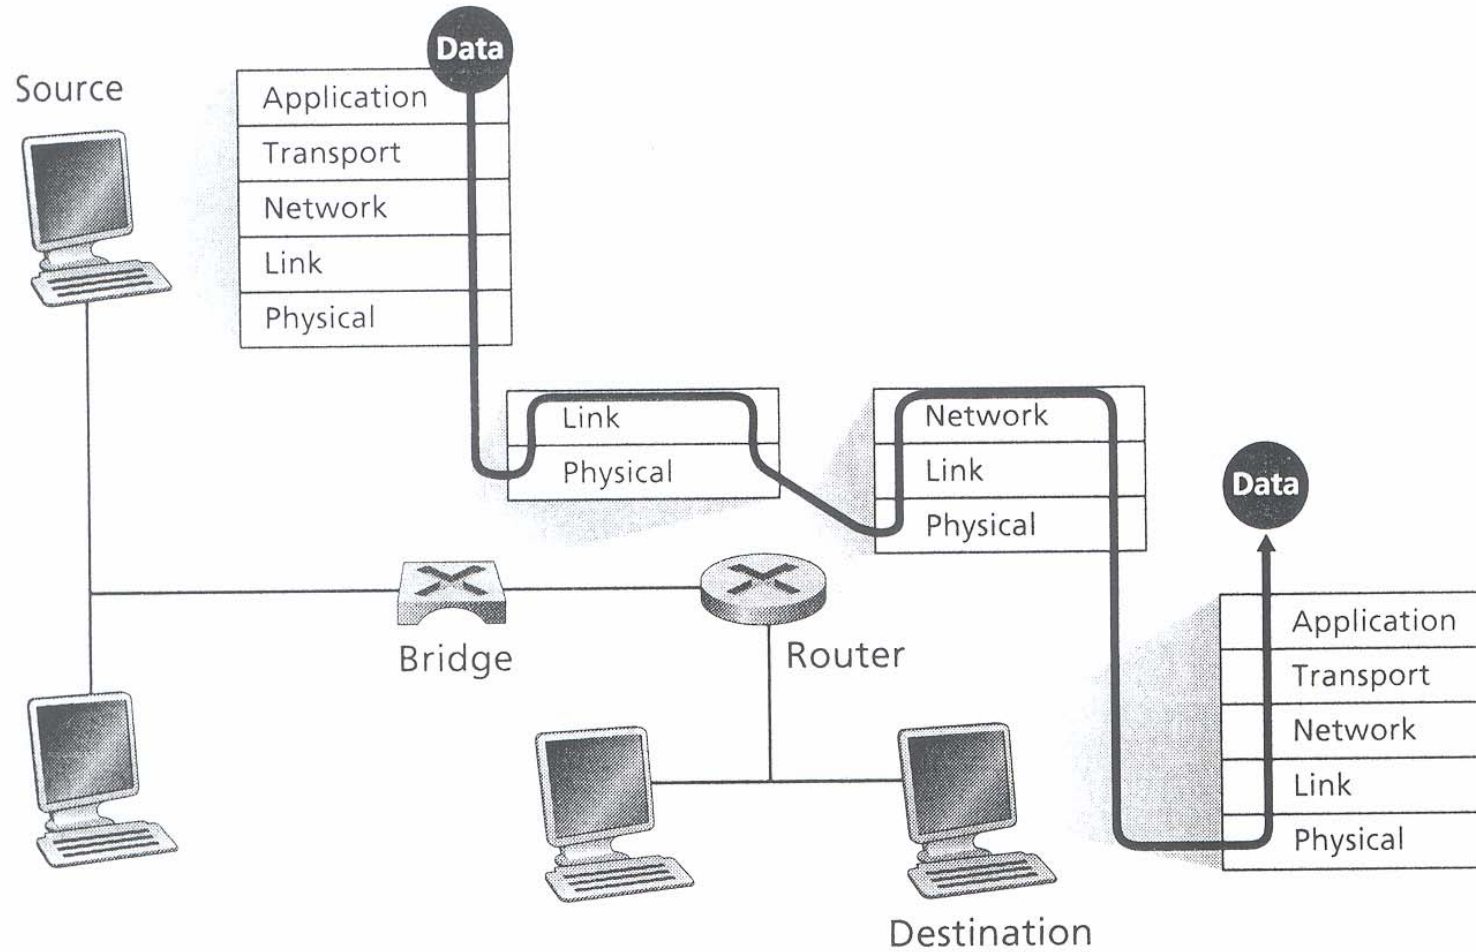 Data
Source
Application
Transport
Network
Link
Physical
Link
Physical
Network
Link
Physical
Data
Bridge
Router
Application
Transport
Network
Link
Physical
Destination